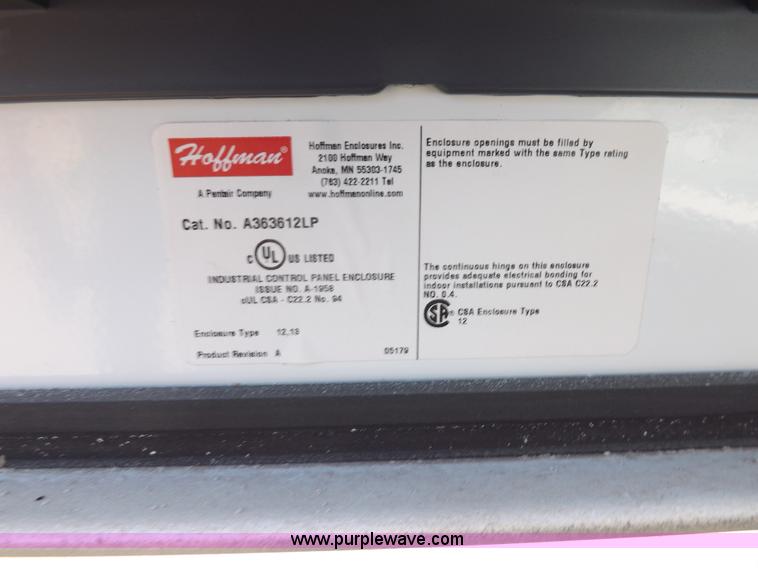 Hoffman®
A Pentair Company
Hoffman Enclosures Inc.
2100 Hoffman Way
Anoka, MN 55303-1745
(763) 422-2211 Tel
www.hoffmanonline.com
Cat. No. A363612LP
c UL US LISTED
INDUSTRIAL CONTROL PANEL ENCLOSURE
ISSUE NO. A-1958
cUL CSA - C22.2 No. 94
Enclosure Type 12,13
Product Revision A 05179
Enclosure openings must be filled by
equipment marked with the same Type rating
as the enclosure.
The continuous hinge on this enclosure
provides adequate electrical bonding for
indoor installations pursuant to CSA C22.2
NO. 0.4.
SA® CSA Enclosure Type
12
www.purplewave.com